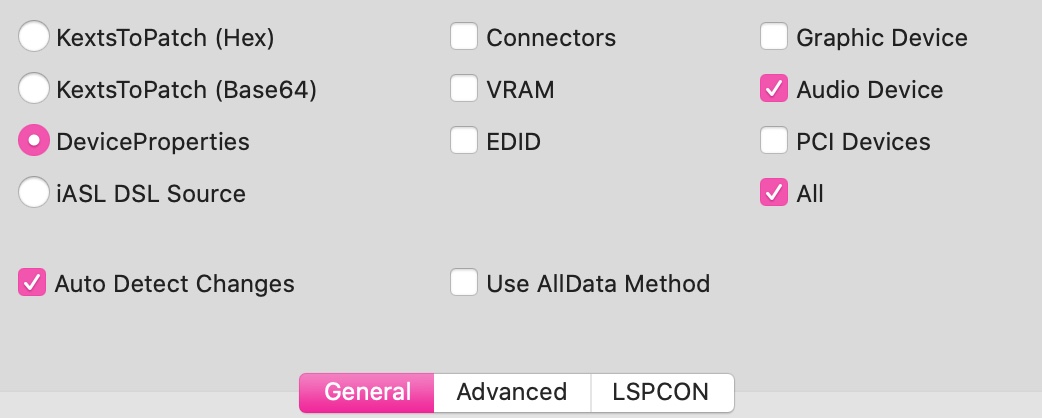 KextsToPatch (Hex)
Connectors
Graphic Device
KextsToPatch (Base64)
VRAM
Audio Device
DeviceProperties
EDID
PCI Devices
iASL DSL Source
All
Auto Detect Changes
Use AllData Method
General
Advanced
LSPCON